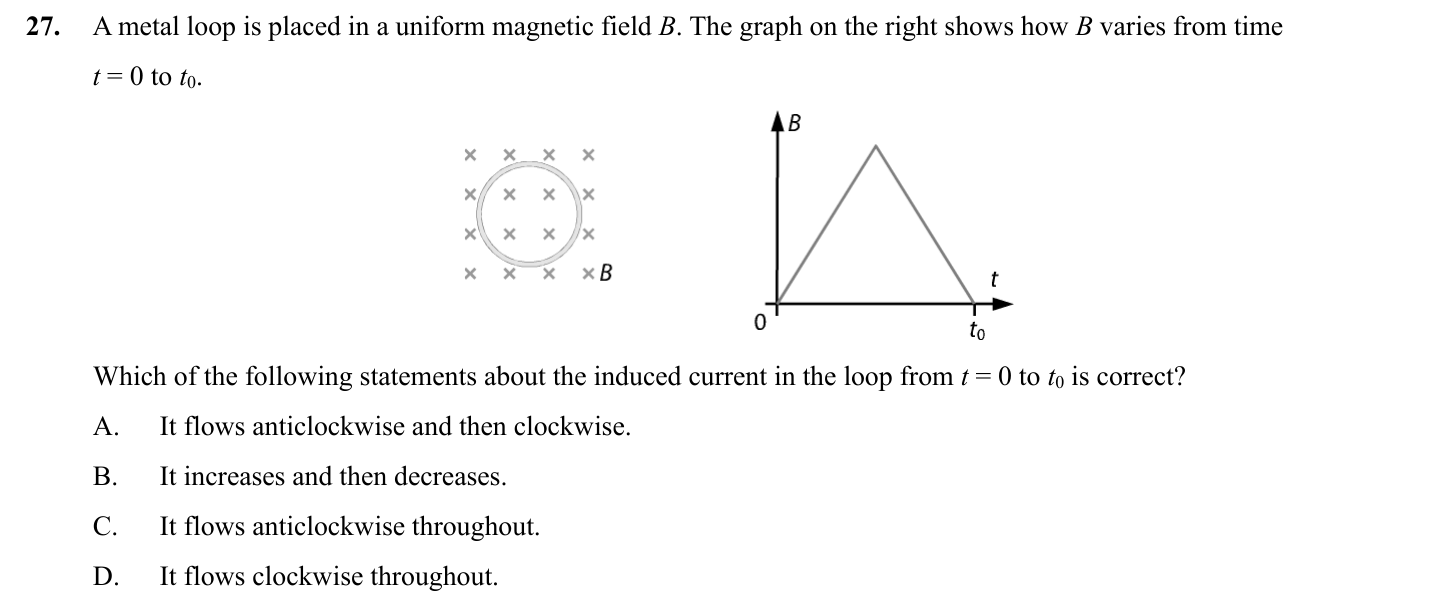 27. A metal loop is placed in a uniform magnetic field B. The graph on the right shows how B varies from time
t = 0 to t₀.
B
B
t
0
t₀
Which of the following statements about the induced current in the loop from t = 0 to t₀ is correct?
A. It flows anticlockwise and then clockwise.
B. It increases and then decreases.
C. It flows anticlockwise throughout.
D. It flows clockwise throughout.